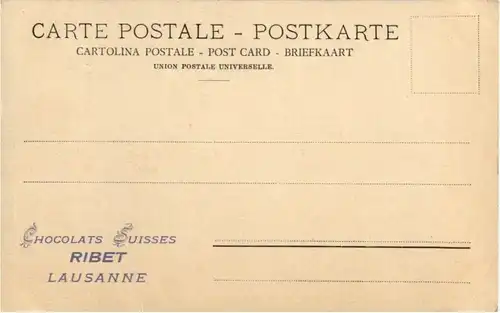 CARTE POSTALE - POSTKARTE
CARTOLINA POSTALE - POST CARD - BRIEFKAART
UNION POSTALE UNIVERSELLE.
CHOCOLATS SUISSES
RIBET
LAUSANNE